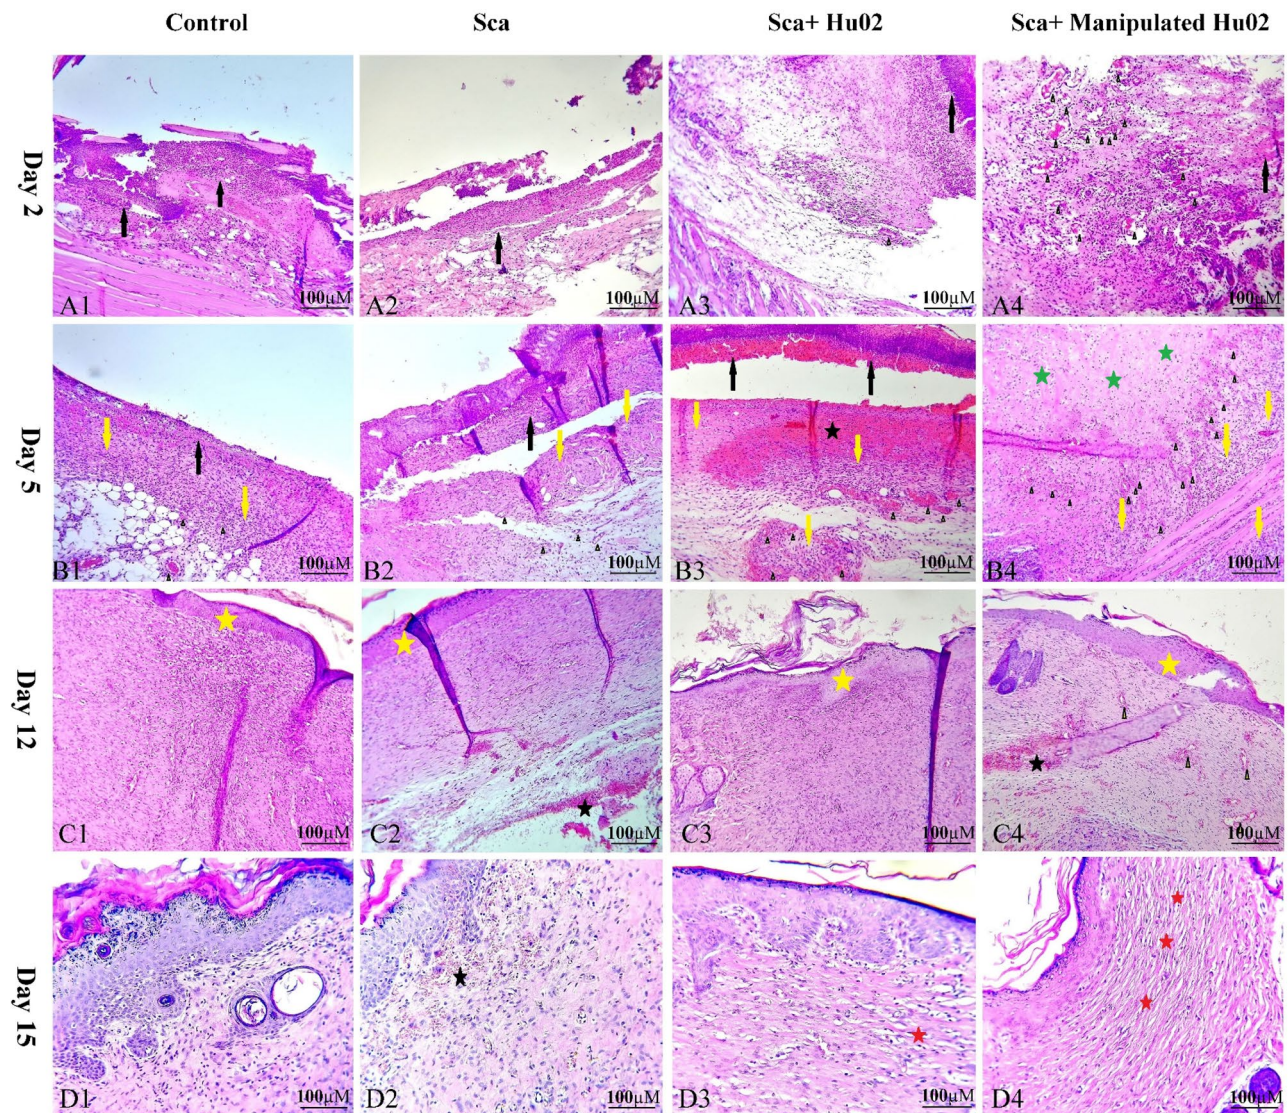 Control Sca Sca+ Hu02 Sca+ Manipulated Hu02
Day 2
A1 100μM A2 100μM A3 100μM A4 100μM
Day 5
B1 100μM B2 100μM B3 100μM B4 100μM
Day 12
C1 100μM C2 100μM C3 100μM C4 100μM
Day 15
D1 100μM D2 100μM D3 100μM D4 100μM